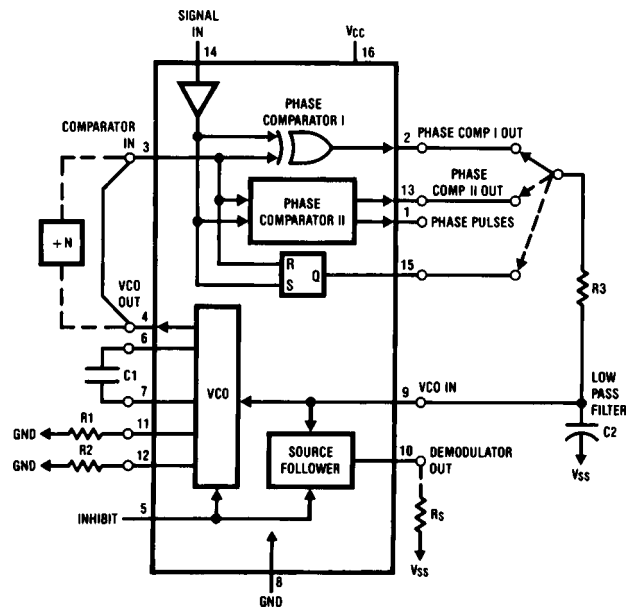 SIGNAL
IN
14
VCC
16
PHASE
COMPARATOR I
COMPARATOR
IN
3
2
PHASE COMP I OUT
PHASE
COMPARATOR II
13
PHASE
COMP II OUT
1
PHASE PULSES
+N
R
S
Q
15
R3
VCO
OUT
4
6
C1
7
VCO
9
VCO IN
LOW
PASS
FILTER
C2
VSS
GND
R1
11
GND
R2
12
SOURCE
FOLLOWER
10
DEMODULATOR
OUT
RS
VSS
INHIBIT
5
8
GND